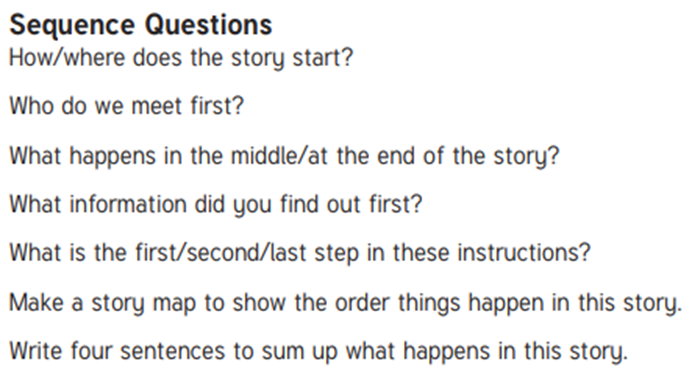 Sequence Questions
How/where does the story start?
Who do we meet first?
What happens in the middle/at the end of the story?
What information did you find out first?
What is the first/second/last step in these instructions?
Make a story map to show the order things happen in this story.
Write four sentences to sum up what happens in this story.